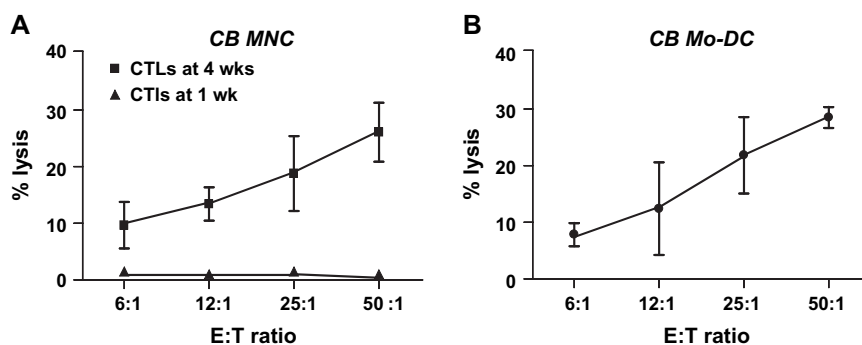 A
CB MNC
40
30
20
10
0
% lysis
CTLs at 4 wks
CTIs at 1 wk
6:1
12:1
25:1
50 :1
E:T ratio
B
CB Mo-DC
40
30
20
10
0
% lysis
6:1
12:1
25:1
50:1
E:T ratio